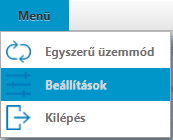 Menü
Egyszerű üzemmód
Beállítások
Kilépés